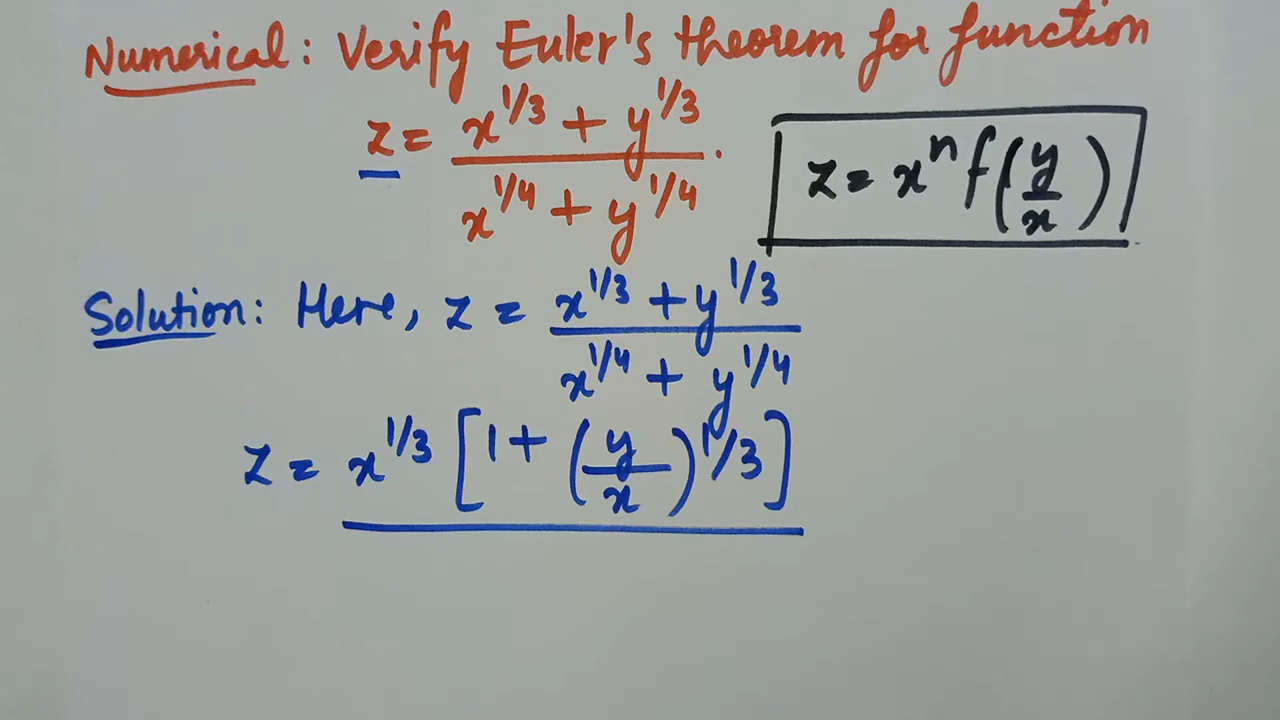 Numerical: Verify Euler's theorem for function
z = x^1/3 + y^1/3 / x^1/4 + y^1/4 .
z = x^n f(y/x)
Solution: Here, z = x^1/3 + y^1/3 / x^1/4 + y^1/4
z = x^1/3 [1 + (y/x)^1/3]